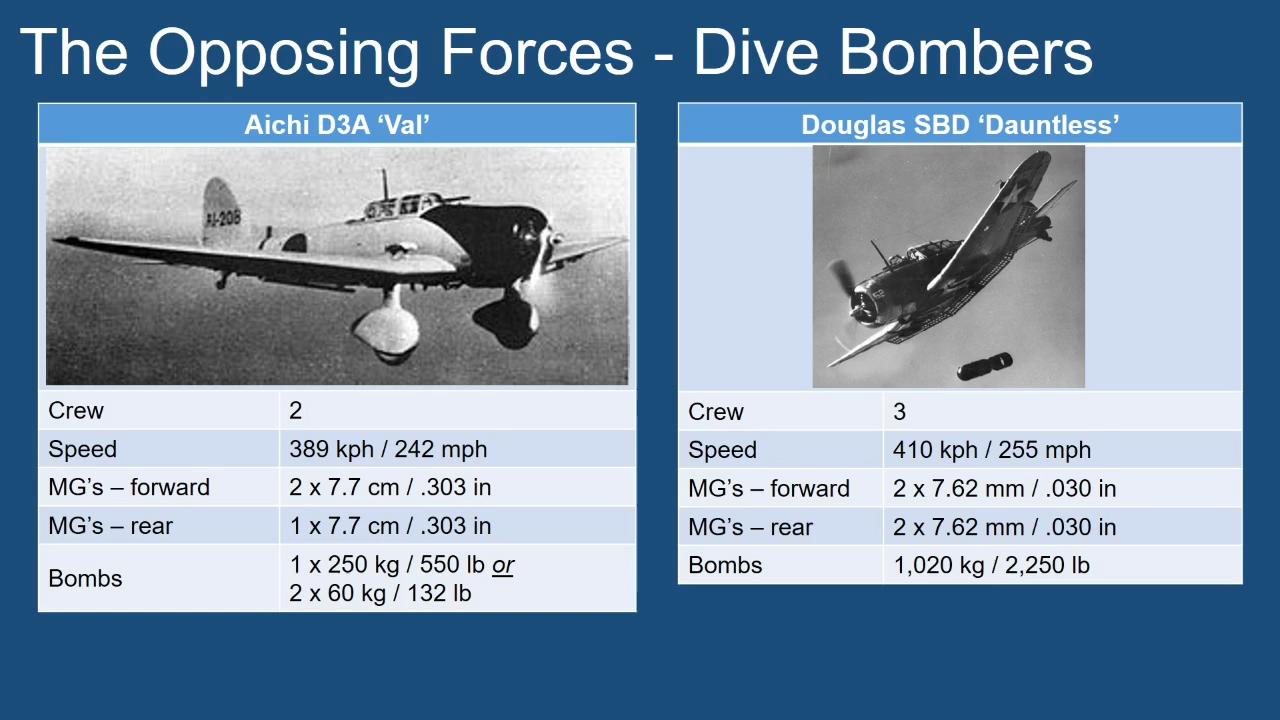 The Opposing Forces - Dive Bombers
Aichi D3A ‘Val’
Crew 2
Speed 389 kph / 242 mph
MG’s – forward 2 x 7.7 cm / .303 in
MG’s – rear 1 x 7.7 cm / .303 in
Bombs 1 x 250 kg / 550 lb or
2 x 60 kg / 132 lb
Douglas SBD ‘Dauntless’
Crew 3
Speed 410 kph / 255 mph
MG’s – forward 2 x 7.62 mm / .030 in
MG’s – rear 2 x 7.62 mm / .030 in
Bombs 1,020 kg / 2,250 lb